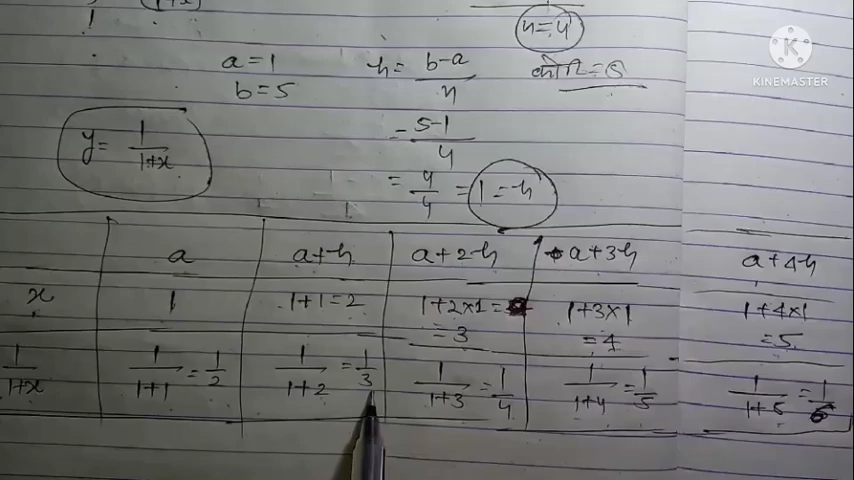 n=4
a=1 h= b-a/n कोटि=5
b=5
y= 1/1+x = 5-1/4
= 4/4 = 1=h
a a+h a+2h a+3h a+4h
x 1 1+1=2 1+2×1= 1+3×1 1+4×1
=3 =4 =5
1/1+x 1/1+1 = 1/2 1/1+2 = 1/3 1/1+3 = 1/4 1/1+4 = 1/5 1/1+5 = 1/6
K
KINEMASTER